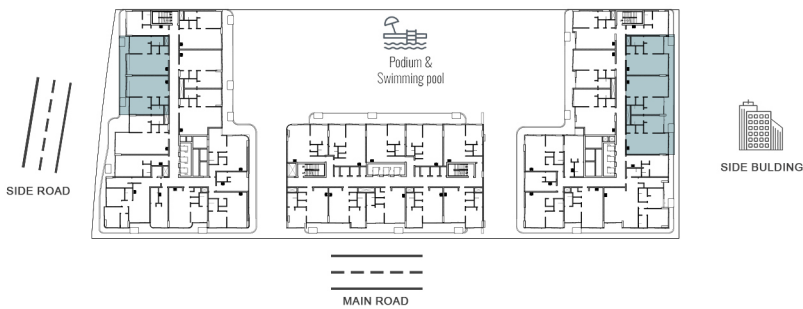 Podium &
Swimming pool
SIDE ROAD
SIDE BULDING
MAIN ROAD